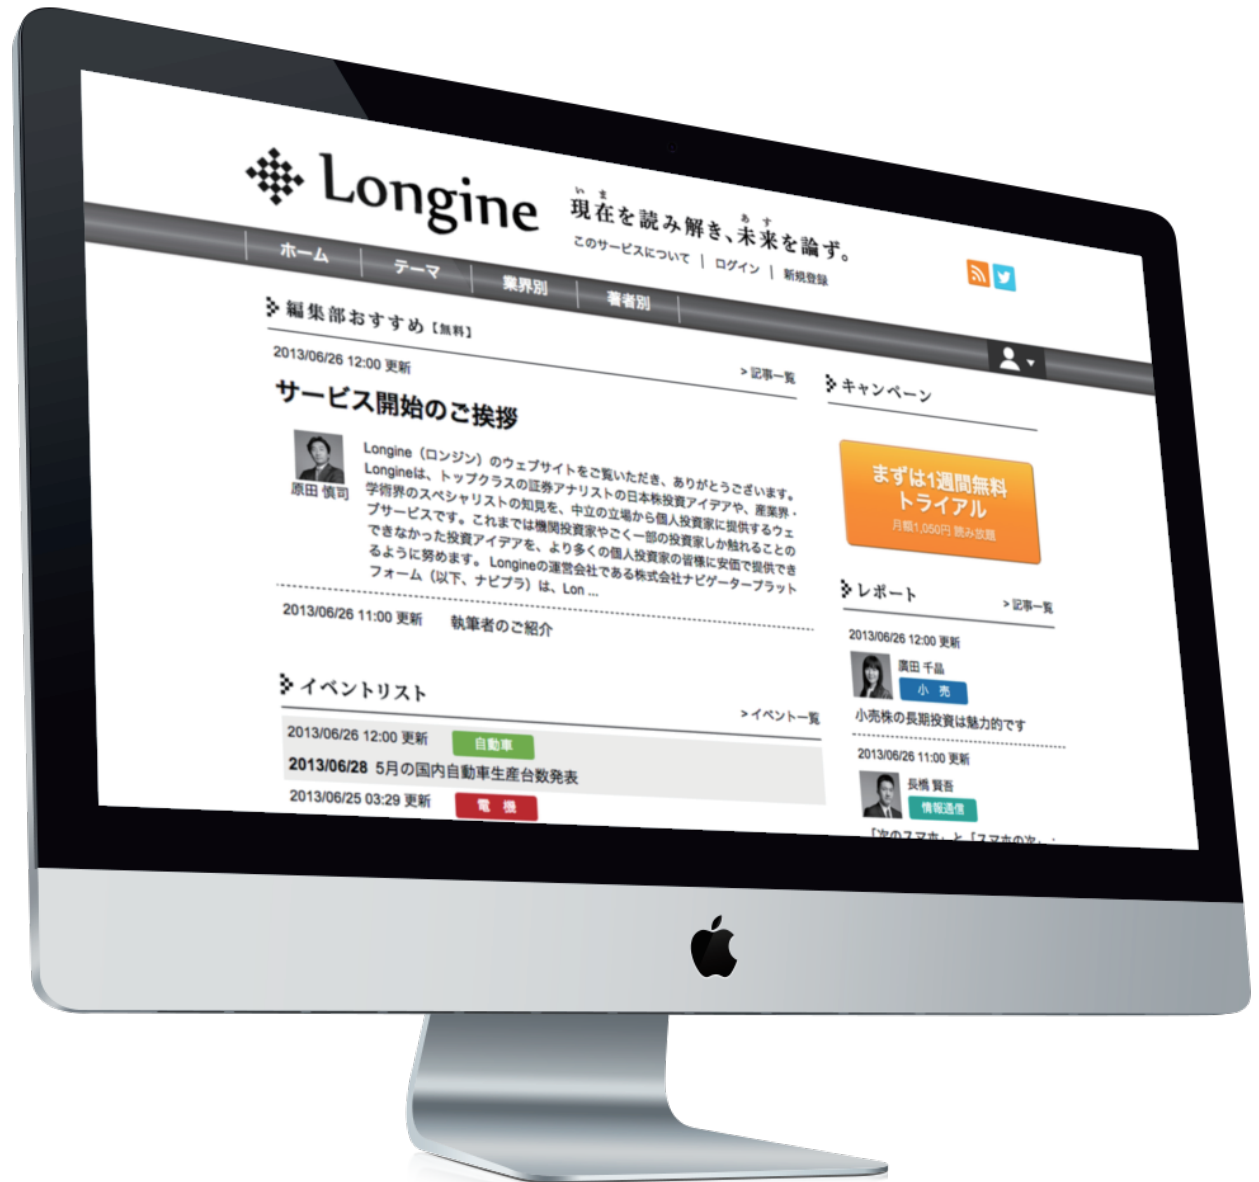 Longine
現在を読み解き、未来を論ず。
いま
あす
このサービスについて | ログイン | 新規登録
ホーム
テーマ
業界別
著者別
編集部おすすめ【無料】
2013/06/26 12:00 更新
> 記事一覧
サービス開始のご挨拶
原田 慎司
Longine（ロンジン）のウェブサイトをご覧いただき、ありがとうございます。
Longineは、トップクラスの証券アナリストの日本株投資アイデアや、産業界・
学術界のスペシャリストの知見を、中立の立場から個人投資家に提供するウェ
ブサービスです。これまでは機関投資家やごく一部の投資家しか触れることの
できなかった投資アイデアを、より多くの個人投資家の皆様に安価で提供でき
るように努めます。 Longineの運営会社である株式会社ナビゲータープラット
フォーム（以下、ナビプラ）は、Lon ...
2013/06/26 11:00 更新
執筆者のご紹介
イベントリスト
> イベント一覧
2013/06/26 12:00 更新
自動車
2013/06/28 5月の国内自動車生産台数発表
2013/06/25 03:29 更新
電 機
キャンペーン
まずは1週間無料
トライアル
月額1,050円 読み放題
レポート
> 記事一覧
2013/06/26 12:00 更新
廣田 千晶
小 売
小売株の長期投資は魅力的です
2013/06/26 11:00 更新
長橋 賢吾
情報通信
「次のスマホ」と「スマホの次」: